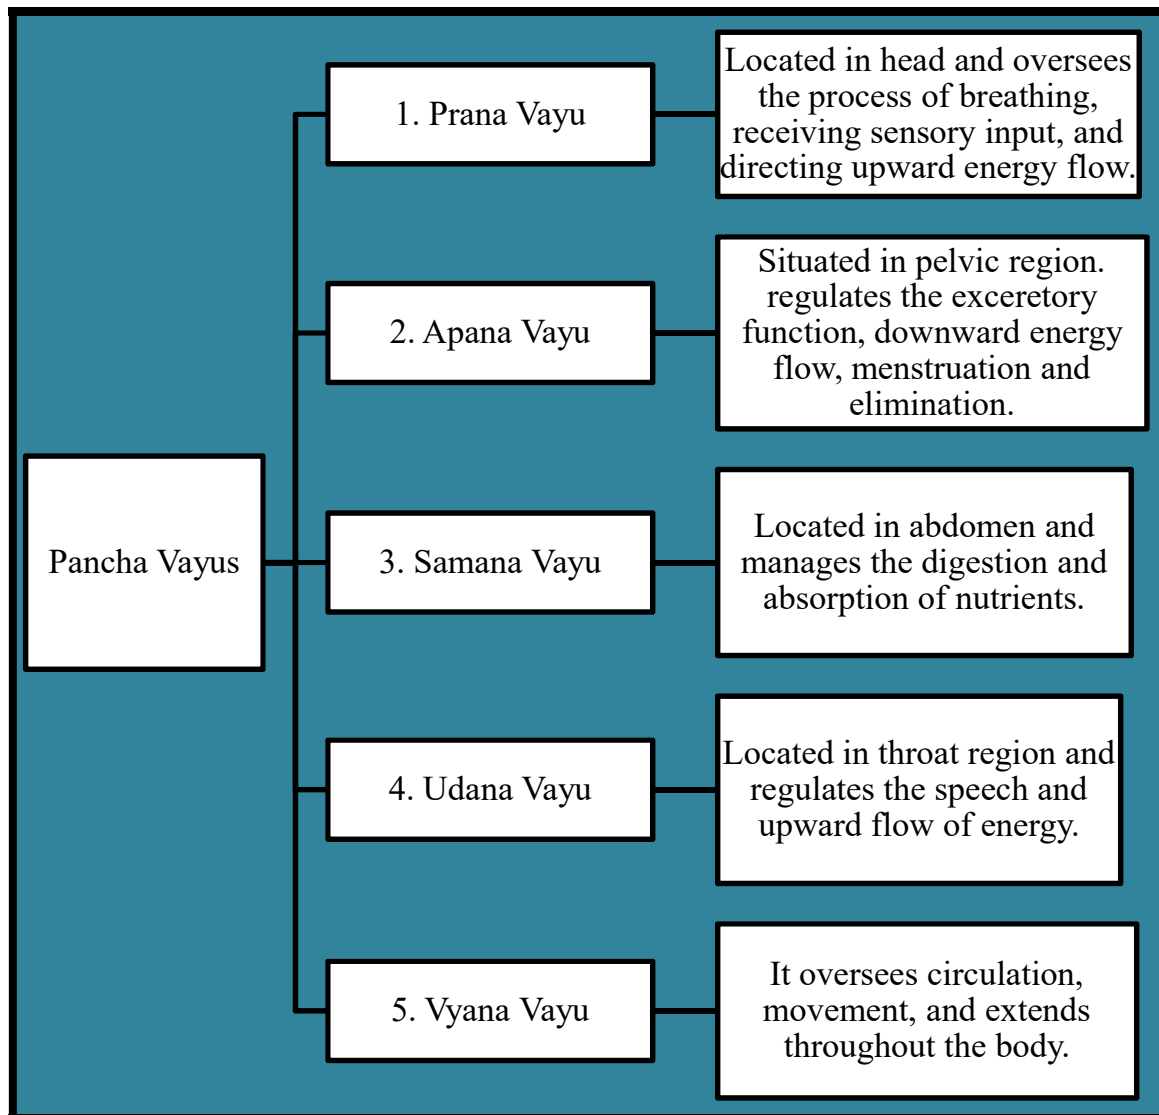 Pancha Vayus
1. Prana Vayu
Located in head and oversees
the process of breathing,
receiving sensory input, and
directing upward energy flow.
2. Apana Vayu
Situated in pelvic region.
regulates the exceretory
function, downward energy
flow, menstruation and
elimination.
3. Samana Vayu
Located in abdomen and
manages the digestion and
absorption of nutrients.
4. Udana Vayu
Located in throat region and
regulates the speech and
upward flow of energy.
5. Vyana Vayu
It oversees circulation,
movement, and extends
throughout the body.